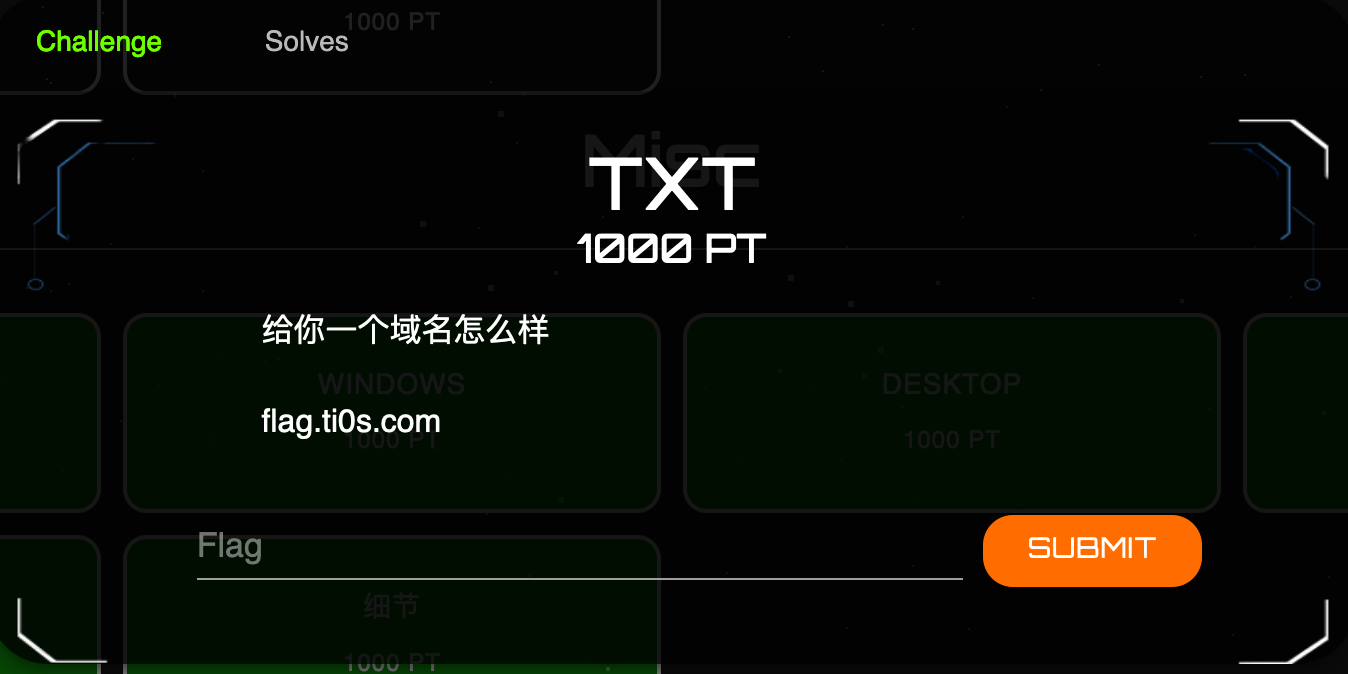 1000 PT
Challenge
Solves
Misc
TXT
1000 PT
给你一个域名怎么样
WINDOWS
DESKTOP
flag.ti0s.com
1000 PT
1000 PT
Flag
SUBMIT
细节
1000 PT